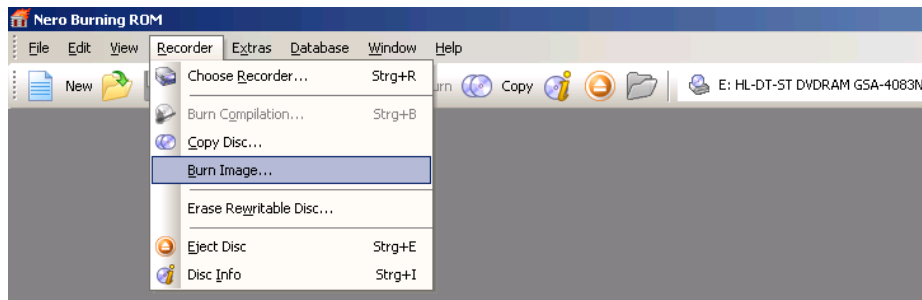 Nero Burning ROM
File Edit View Recorder Extras Database Window Help
New urn Copy E: HL-DT-ST DVDRAM GSA-4083N
Choose Recorder... Strg+R
Burn Compilation... Strg+B
Copy Disc...
Burn Image...
Erase Rewritable Disc...
Eject Disc Strg+E
Disc Info Strg+I